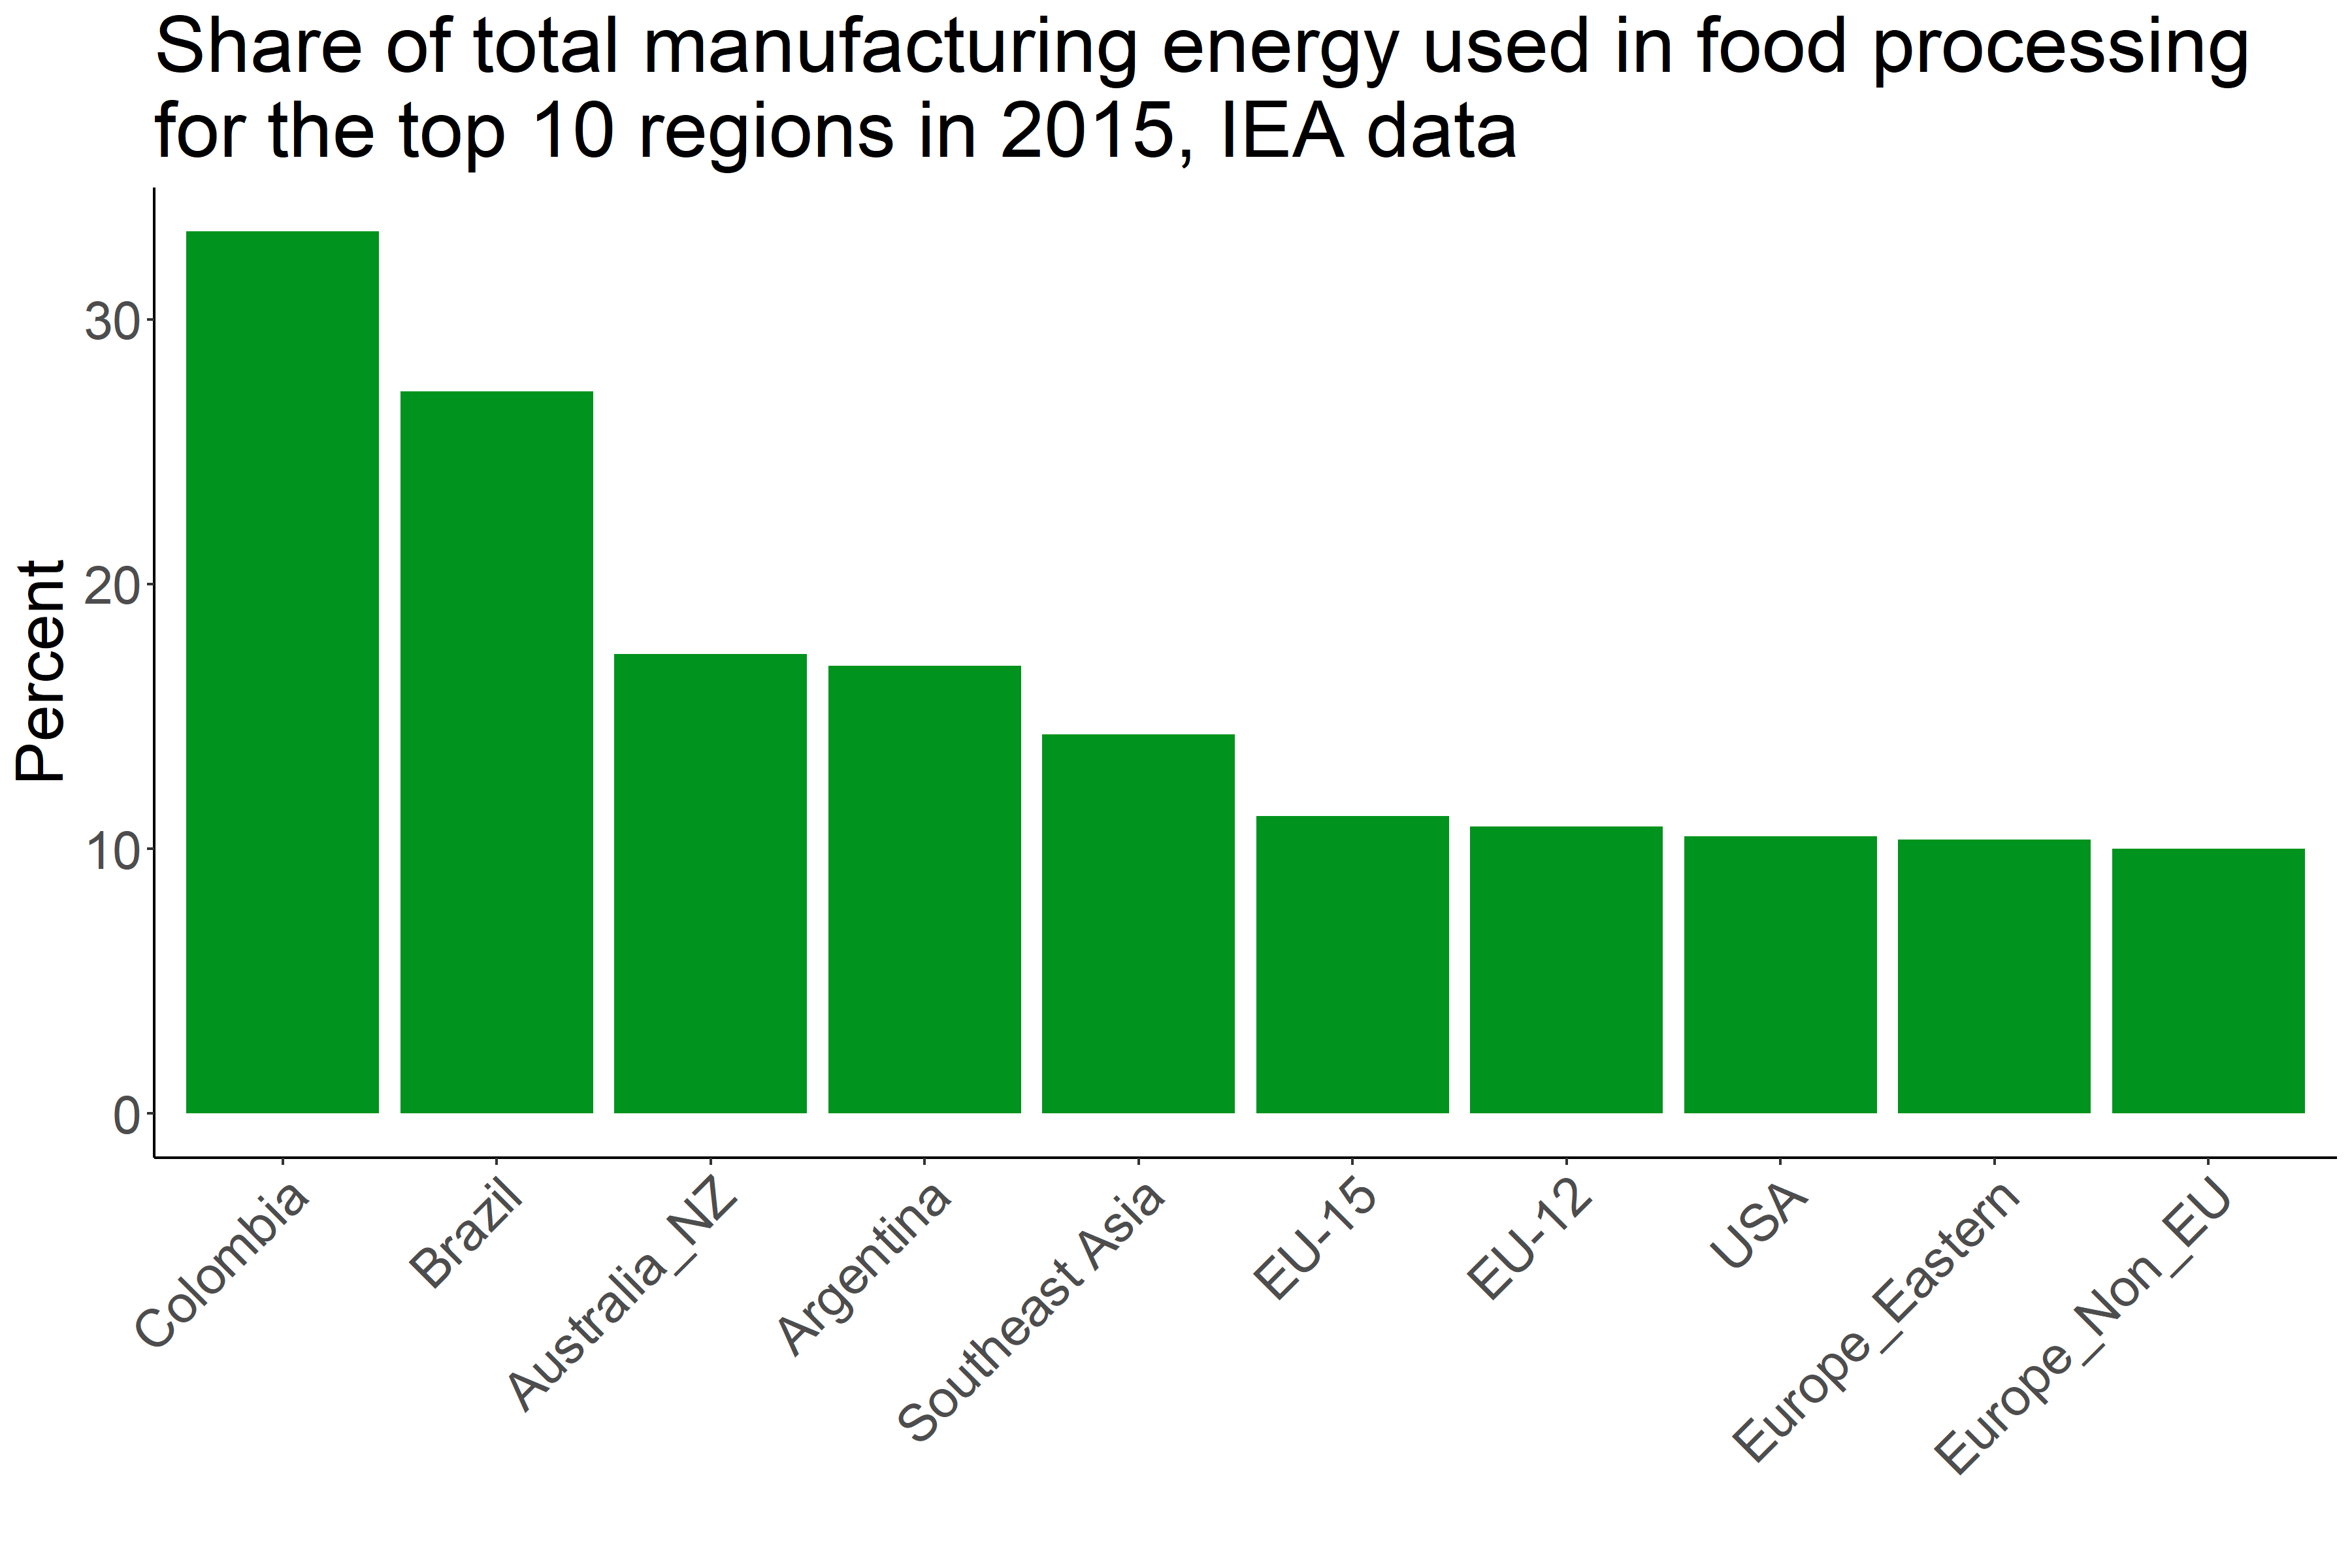 Share of total manufacturing energy used in food processing
for the top 10 regions in 2015, IEA data
Percent
30
20
10
0
Colombia
Brazil
Australia_NZ
Argentina
Southeast Asia
EU-15
EU-12
USA
Europe_Eastern
Europe_Non_EU